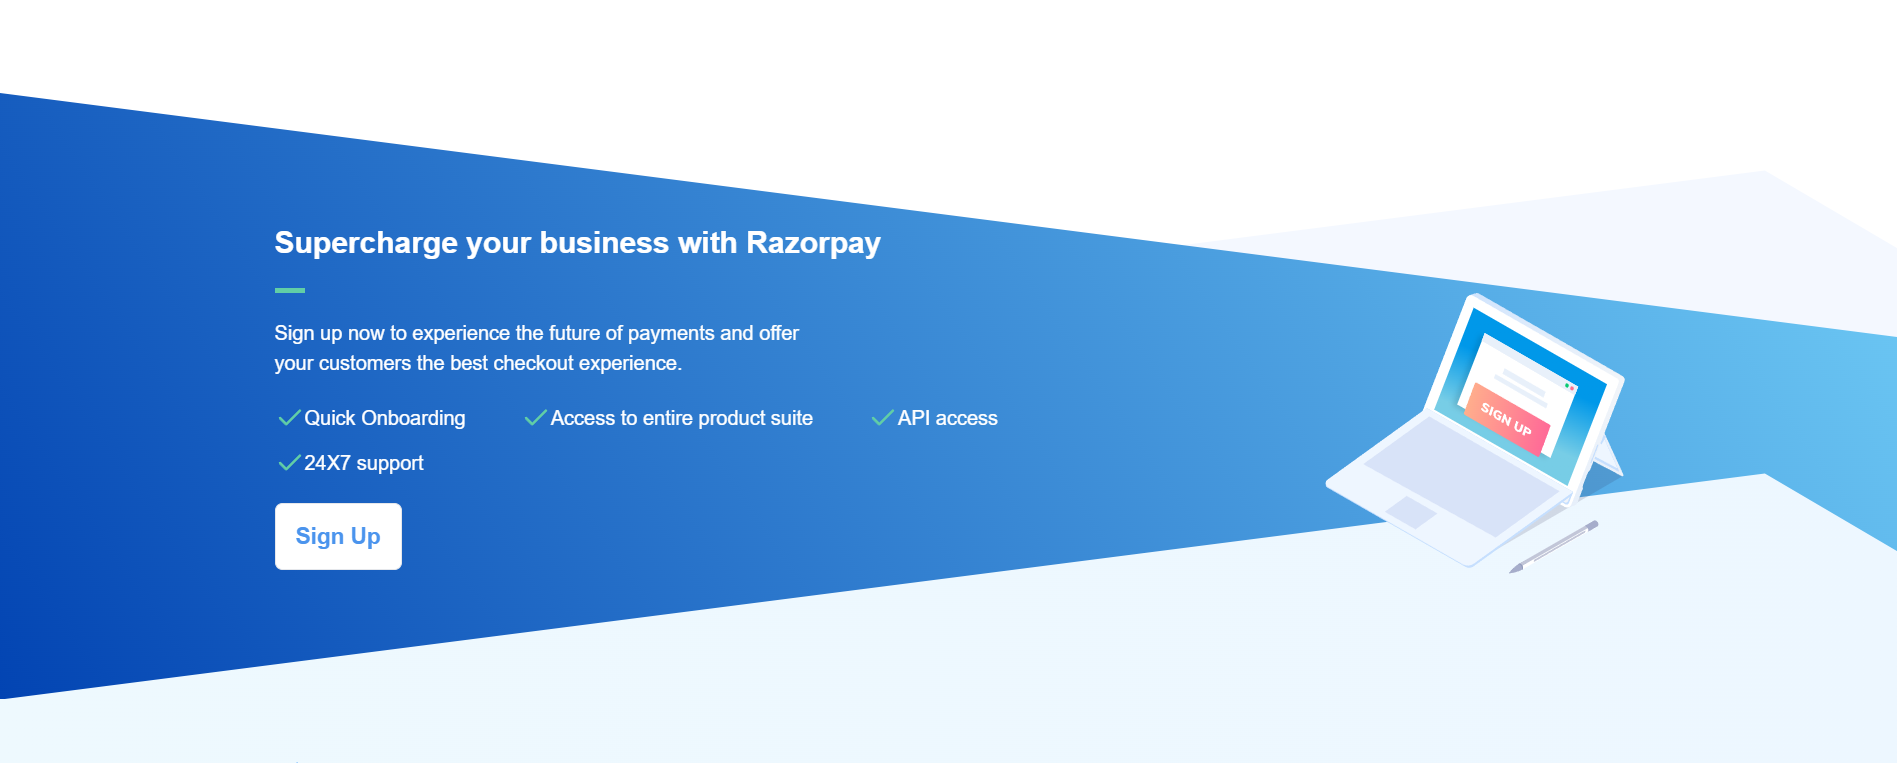 Supercharge your business with Razorpay
Sign up now to experience the future of payments and offer
your customers the best checkout experience.
Quick Onboarding
Access to entire product suite
API access
24X7 support
Sign Up
SIGN UP